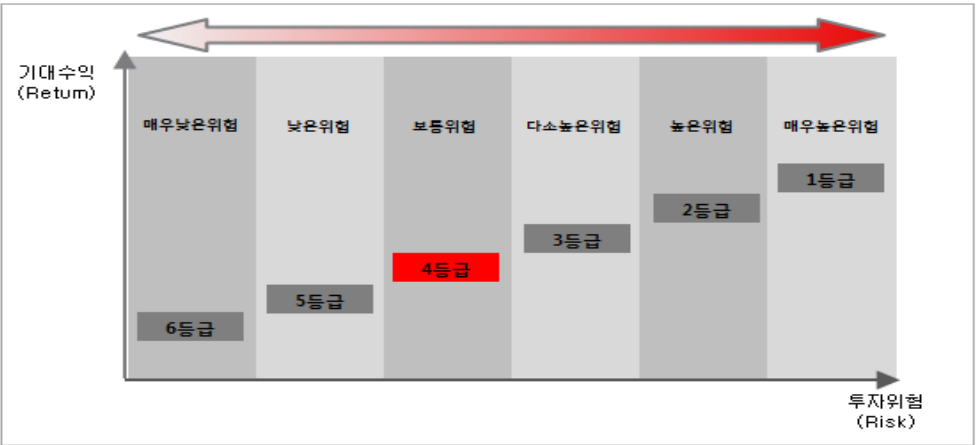 기대수익
(Return)
매우낮은위험
낮은위험
보통위험
다소높은위험
높은위험
매우높은위험
1등급
2등급
3등급
4등급
5등급
6등급
투자위험
(Risk)